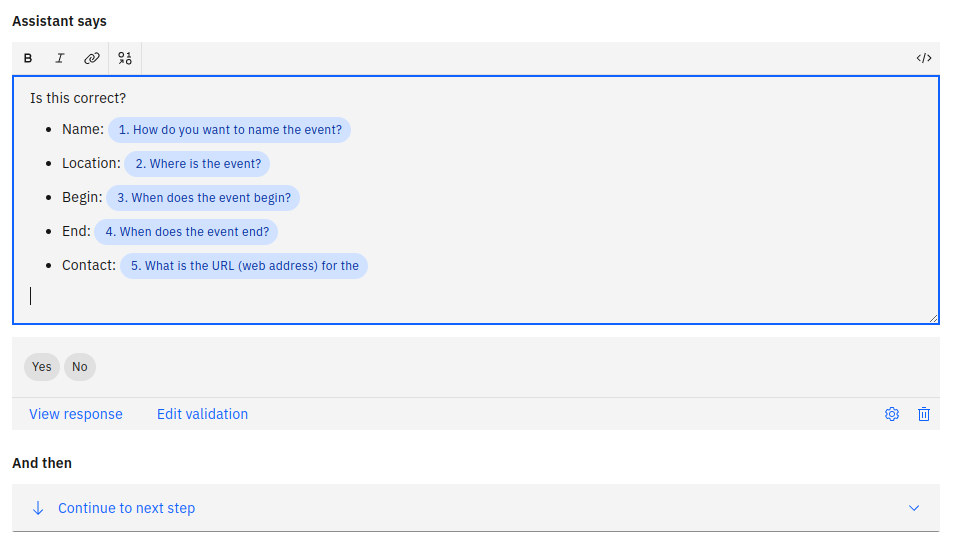 Assistant says
B I </>
Is this correct?
• Name: 1. How do you want to name the event?
• Location: 2. Where is the event?
• Begin: 3. When does the event begin?
• End: 4. When does the event end?
• Contact: 5. What is the URL (web address) for the
Yes No
View response Edit validation
And then
Continue to next step